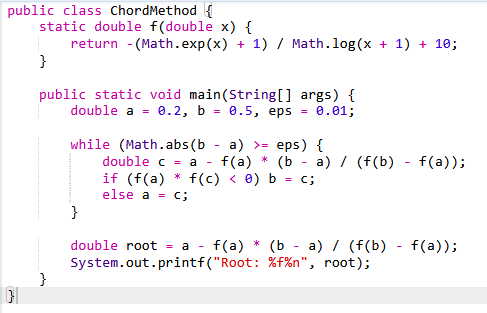 public class ChordMethod {
    static double f(double x) {
        return -(Math.exp(x) + 1) / Math.log(x + 1) + 10;
    }

    public static void main(String[] args) {
        double a = 0.2, b = 0.5, eps = 0.01;

        while (Math.abs(b - a) >= eps) {
            double c = a - f(a) * (b - a) / (f(b) - f(a));
            if (f(a) * f(c) < 0) b = c;
            else a = c;
        }

        double root = a - f(a) * (b - a) / (f(b) - f(a));
        System.out.printf("Root: %f%n", root);
    }
}